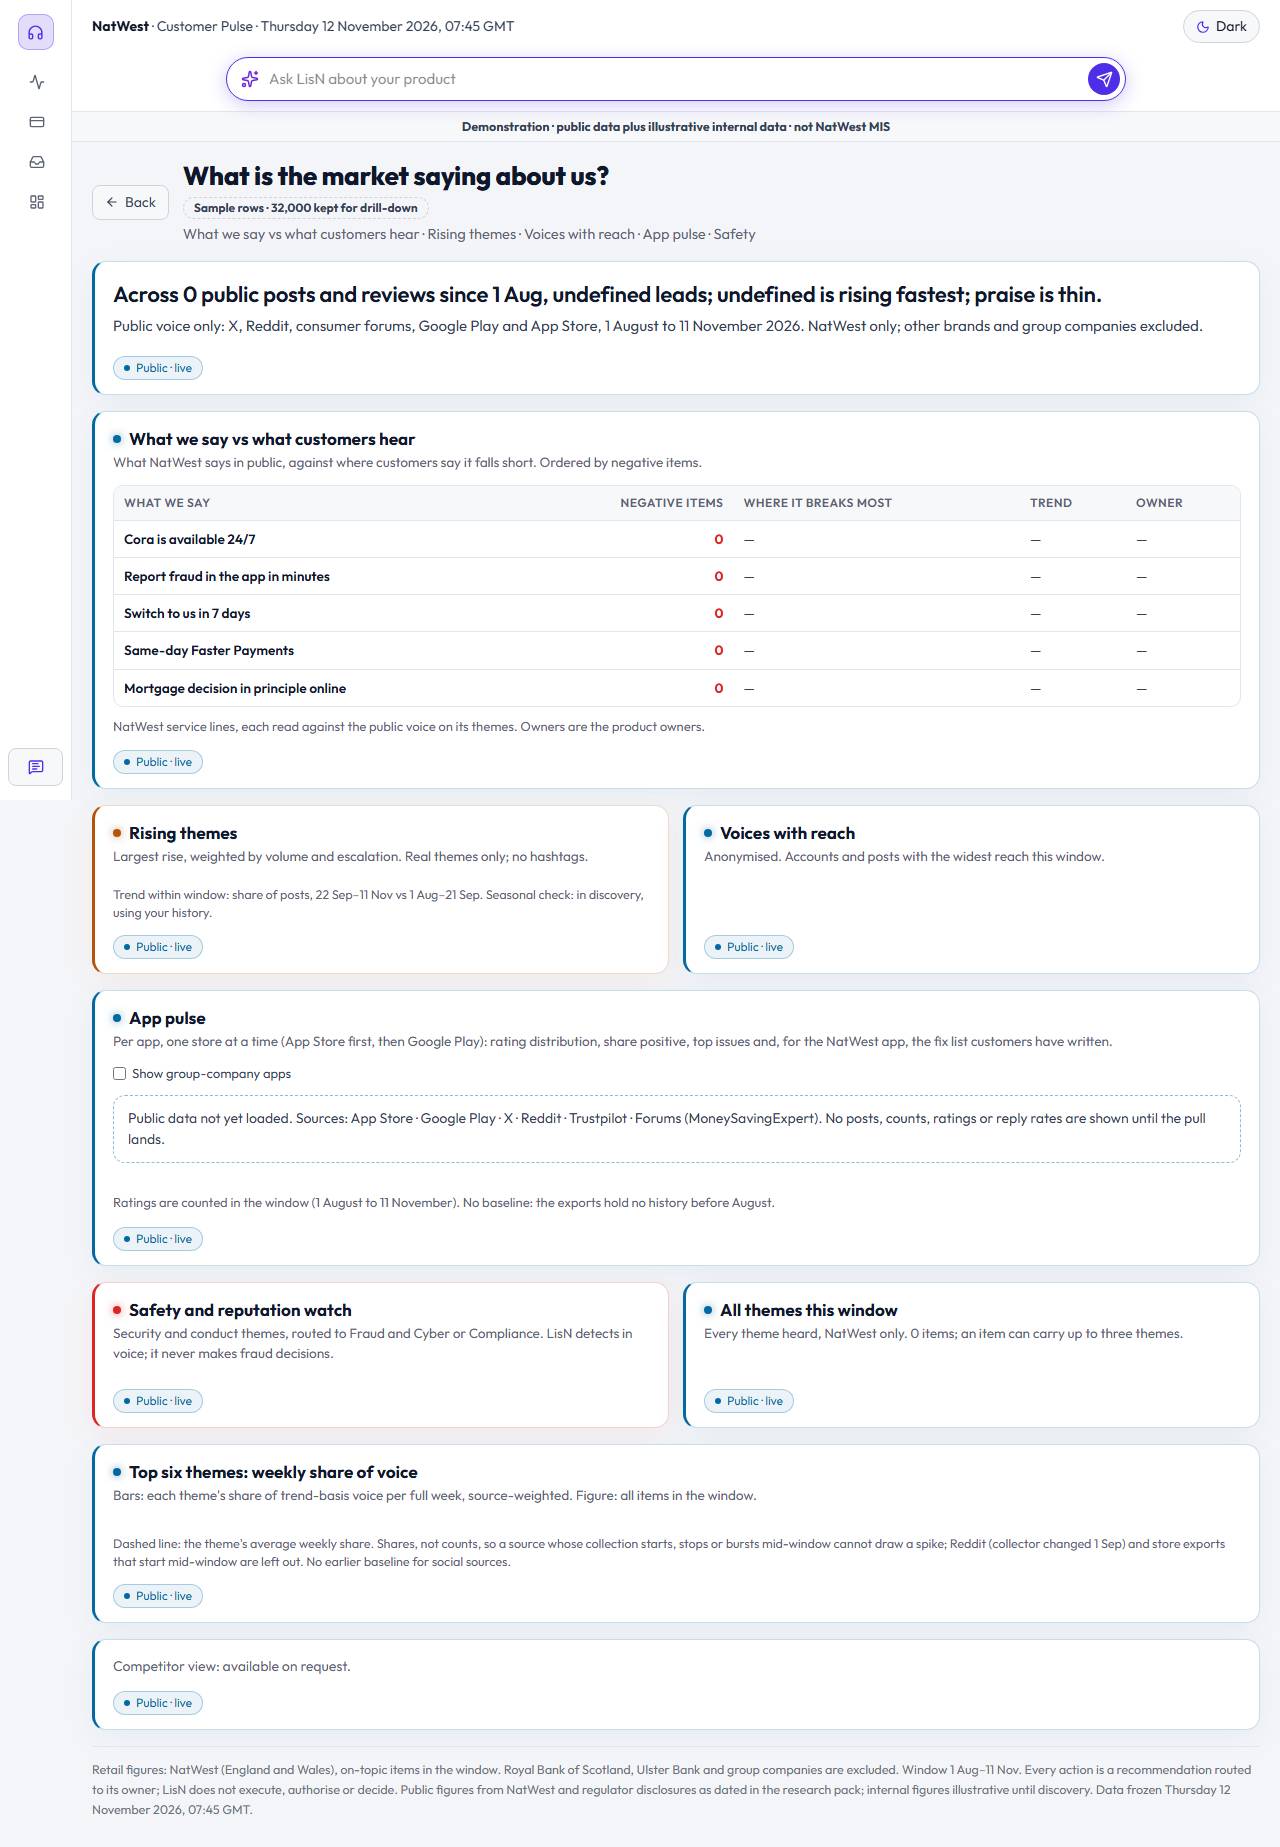 NatWest · Customer Pulse · Thursday 12 November 2026, 07:45 GMT
Dark
Ask LisN about your product
Demonstration · public data plus illustrative internal data · not NatWest MIS
Back
What is the market saying about us?
Sample rows · 32,000 kept for drill-down
What we say vs what customers hear · Rising themes · Voices with reach · App pulse · Safety
Across 0 public posts and reviews since 1 Aug, undefined leads; undefined is rising fastest; praise is thin.
Public voice only: X, Reddit, consumer forums, Google Play and App Store, 1 August to 11 November 2026. NatWest only; other brands and group companies excluded.
Public · live
What we say vs what customers hear
What NatWest says in public, against where customers say it falls short. Ordered by negative items.
WHAT WE SAY NEGATIVE ITEMS WHERE IT BREAKS MOST TREND OWNER
Cora is available 24/7 0 — — —
Report fraud in the app in minutes 0 — — —
Switch to us in 7 days 0 — — —
Same-day Faster Payments 0 — — —
Mortgage decision in principle online 0 — — —
NatWest service lines, each read against the public voice on its themes. Owners are the product owners.
Public · live
Rising themes
Largest rise, weighted by volume and escalation. Real themes only; no hashtags.
Trend within window: share of posts, 22 Sep–11 Nov vs 1 Aug–21 Sep. Seasonal check: in discovery,
using your history.
Public · live
Voices with reach
Anonymised. Accounts and posts with the widest reach this window.
Public · live
App pulse
Per app, one store at a time (App Store first, then Google Play): rating distribution, share positive, top issues and, for the NatWest app, the fix list customers have written.
Show group-company apps
Public data not yet loaded. Sources: App Store · Google Play · X · Reddit · Trustpilot · Forums (MoneySavingExpert). No posts, counts, ratings or reply rates are shown until the pull
lands.
Ratings are counted in the window (1 August to 11 November). No baseline: the exports hold no history before August.
Public · live
Safety and reputation watch
Security and conduct themes, routed to Fraud and Cyber or Compliance. LisN detects in
voice; it never makes fraud decisions.
Public · live
All themes this window
Every theme heard, NatWest only. 0 items; an item can carry up to three themes.
Public · live
Top six themes: weekly share of voice
Bars: each theme's share of trend-basis voice per full week, source-weighted. Figure: all items in the window.
Dashed line: the theme's average weekly share. Shares, not counts, so a source whose collection starts, stops or bursts mid-window cannot draw a spike; Reddit (collector changed 1 Sep) and store exports
that start mid-window are left out. No earlier baseline for social sources.
Public · live
Competitor view: available on request.
Public · live
Retail figures: NatWest (England and Wales), on-topic items in the window. Royal Bank of Scotland, Ulster Bank and group companies are excluded. Window 1 Aug–11 Nov. Every action is a recommendation routed
to its owner; LisN does not execute, authorise or decide. Public figures from NatWest and regulator disclosures as dated in the research pack; internal figures illustrative until discovery. Data frozen Thursday 12
November 2026, 07:45 GMT.